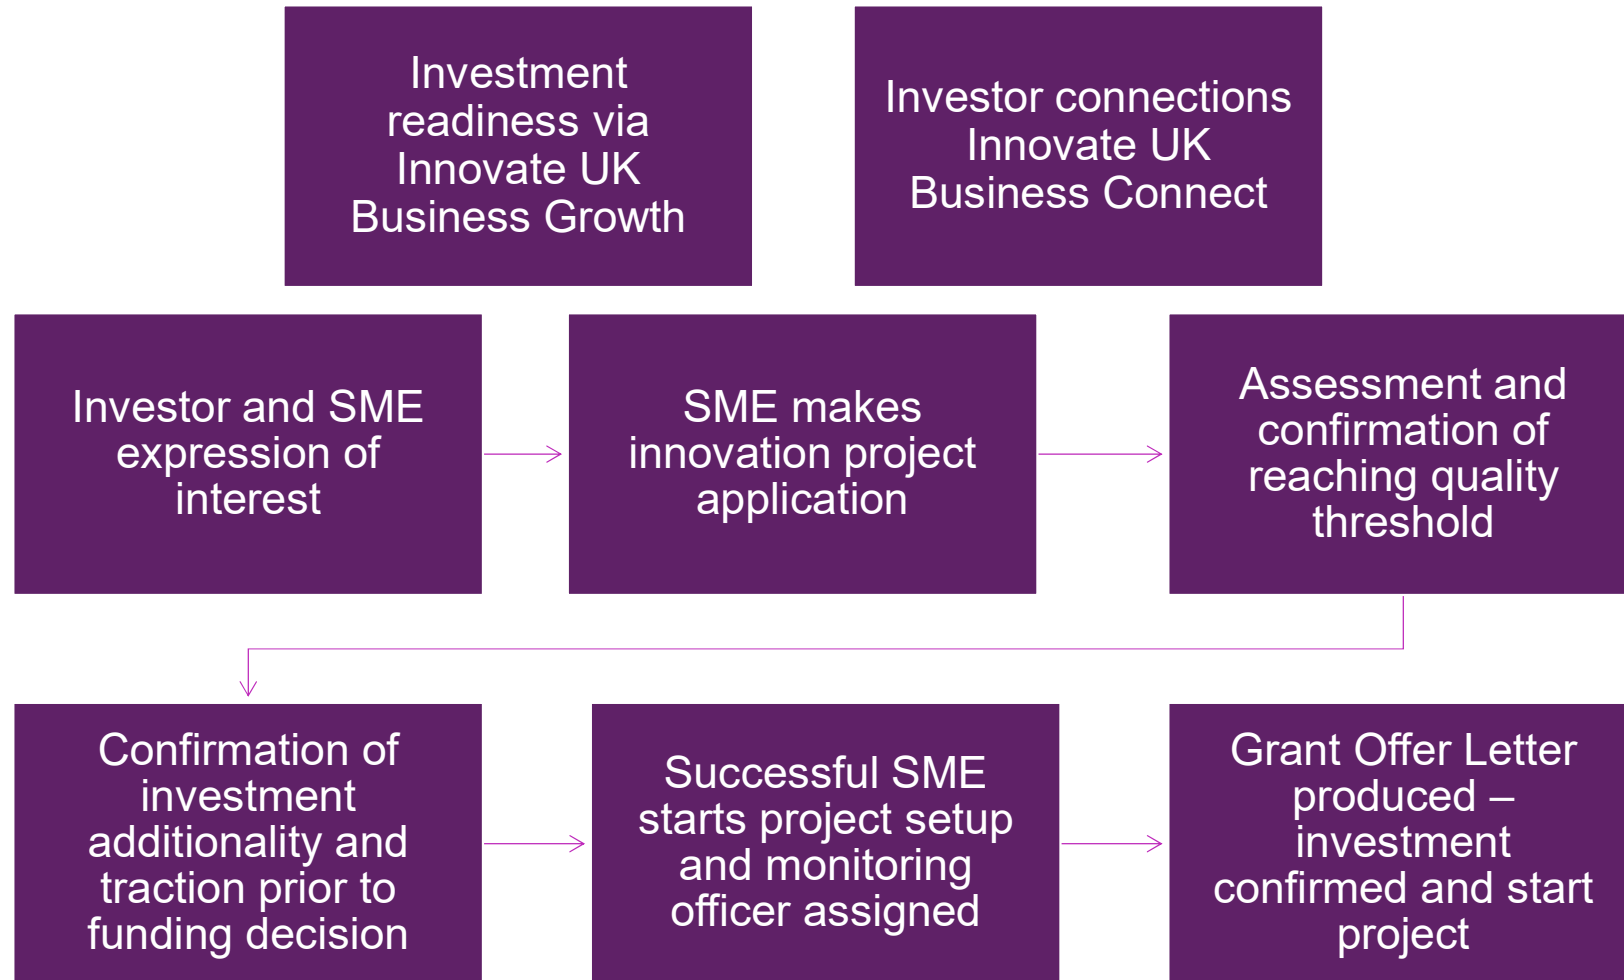 Investment
readiness via
Innovate UK
Business Growth
Investor connections
Innovate UK
Business Connect
Investor and SME
expression of
interest
SME makes
innovation project
application
Assessment and
confirmation of
reaching quality
threshold
Confirmation of
investment
additionality and
traction prior to
funding decision
Successful SME
starts project setup
and monitoring
officer assigned
Grant Offer Letter
produced –
investment
confirmed and start
project